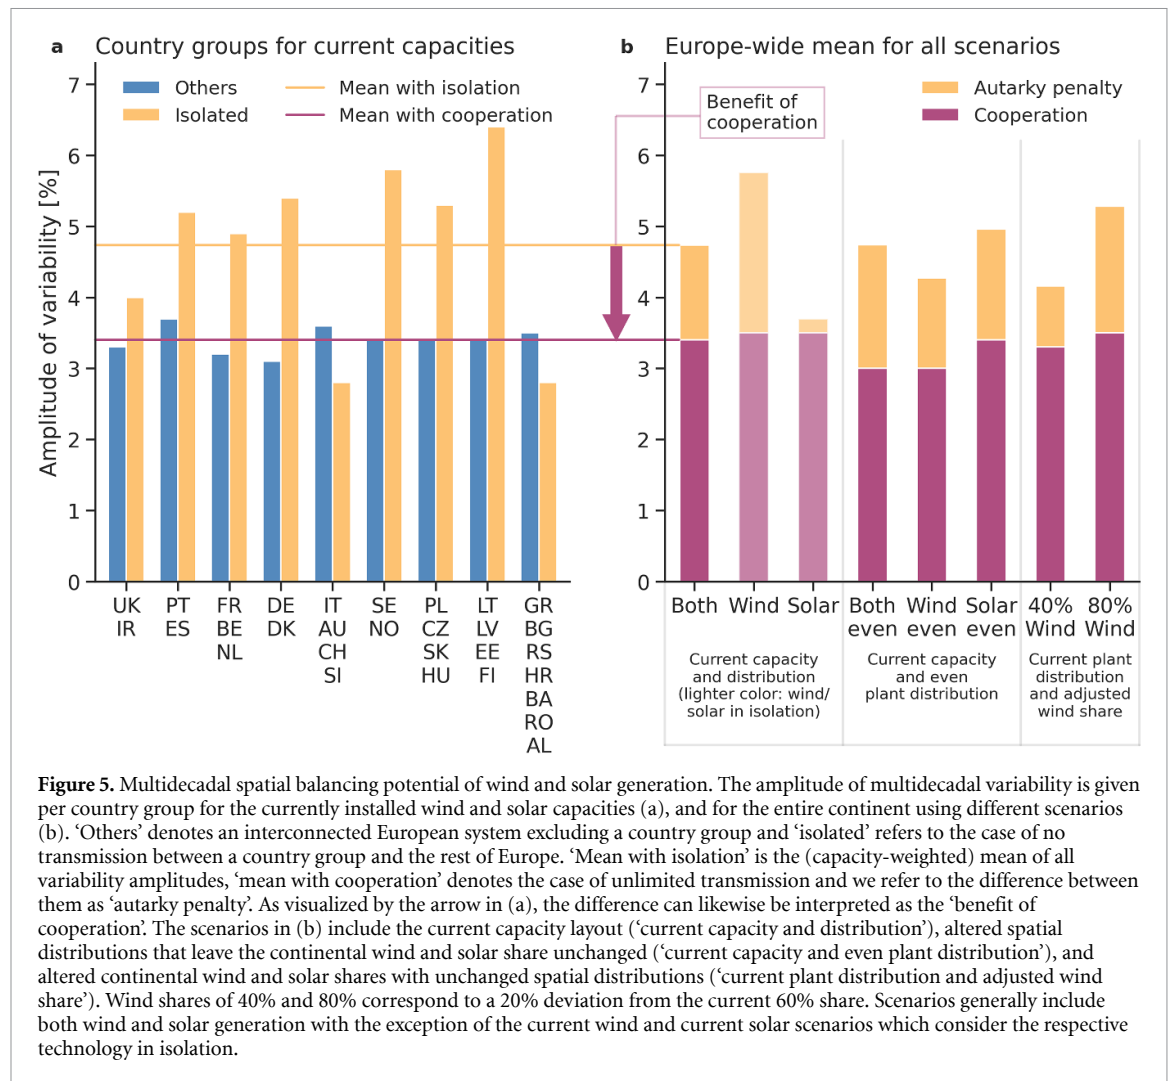 a Country groups for current capacities
Others
Isolated
Mean with isolation
Mean with cooperation
Amplitude of variability [%]
7
6
5
4
3
2
1
0
UK
IR
PT
ES
FR
BE
NL
DE
DK
IT
AU
CH
SI
SE
NO
PL
CZ
SK
HU
LT
LV
EE
FI
GR
BG
RS
HR
BA
RO
AL
b Europe-wide mean for all scenarios
Benefit of
cooperation
Autarky penalty
Cooperation
7
6
5
4
3
2
1
0
Both
Wind
Solar
Both
even
Wind
even
Solar
even
40%
Wind
80%
Wind
Current capacity
and distribution
(lighter color: wind/
solar in isolation)
Current capacity
and even
plant distribution
Current plant
distribution
and adjusted
wind share
Figure 5. Multidecadal spatial balancing potential of wind and solar generation. The amplitude of multidecadal variability is given
per country group for the currently installed wind and solar capacities (a), and for the entire continent using different scenarios
(b). ‘Others’ denotes an interconnected European system excluding a country group and ‘isolated’ refers to the case of no
transmission between a country group and the rest of Europe. ‘Mean with isolation’ is the (capacity-weighted) mean of all
variability amplitudes, ‘mean with cooperation’ denotes the case of unlimited transmission and we refer to the difference between
them as ‘autarky penalty’. As visualized by the arrow in (a), the difference can likewise be interpreted as the ‘benefit of
cooperation’. The scenarios in (b) include the current capacity layout (‘current capacity and distribution’), altered spatial
distributions that leave the continental wind and solar share unchanged (‘current capacity and even plant distribution’), and
altered continental wind and solar shares with unchanged spatial distributions (‘current plant distribution and adjusted wind
share’). Wind shares of 40% and 80% correspond to a 20% deviation from the current 60% share. Scenarios generally include
both wind and solar generation with the exception of the current wind and current solar scenarios which consider the respective
technology in isolation.